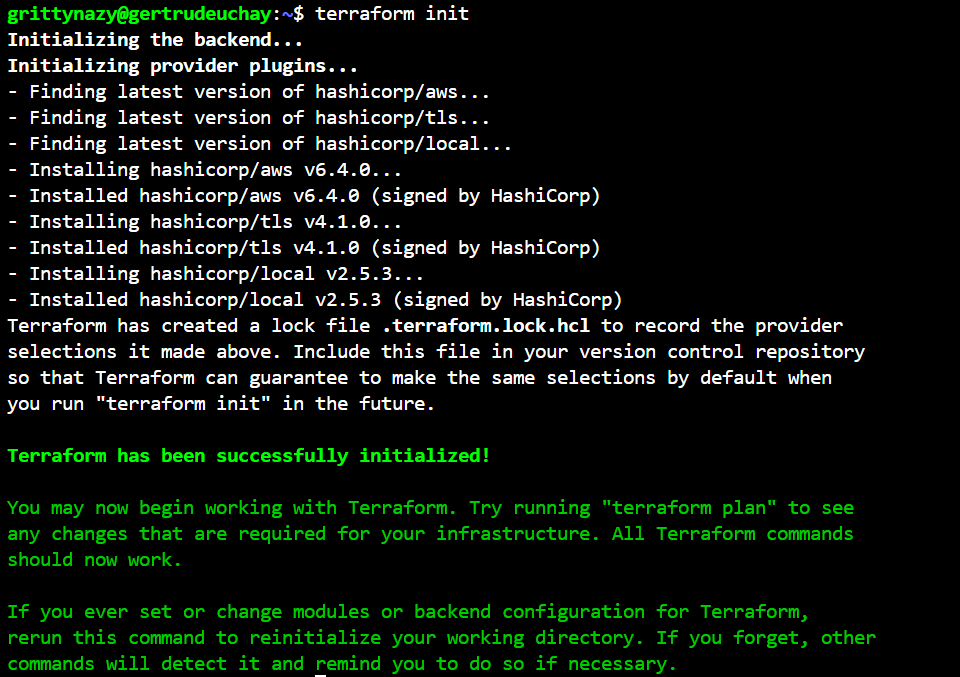 grittynazy@gertrudeuchay:~$ terraform init
Initializing the backend...
Initializing provider plugins...
- Finding latest version of hashicorp/aws...
- Finding latest version of hashicorp/tls...
- Finding latest version of hashicorp/local...
- Installing hashicorp/aws v6.4.0...
- Installed hashicorp/aws v6.4.0 (signed by HashiCorp)
- Installing hashicorp/tls v4.1.0...
- Installed hashicorp/tls v4.1.0 (signed by HashiCorp)
- Installing hashicorp/local v2.5.3...
- Installed hashicorp/local v2.5.3 (signed by HashiCorp)
Terraform has created a lock file .terraform.lock.hcl to record the provider
selections it made above. Include this file in your version control repository
so that Terraform can guarantee to make the same selections by default when
you run "terraform init" in the future.

Terraform has been successfully initialized!

You may now begin working with Terraform. Try running "terraform plan" to see
any changes that are required for your infrastructure. All Terraform commands
should now work.

If you ever set or change modules or backend configuration for Terraform,
rerun this command to reinitialize your working directory. If you forget, other
commands will detect it and remind you to do so if necessary.